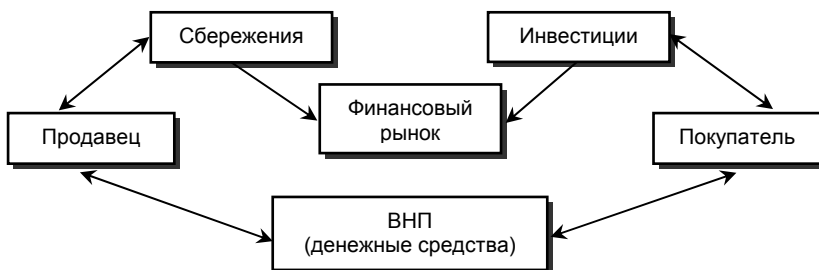 Сбережения
Инвестиции
Финансовый
рынок
Продавец
Покупатель
ВНП
(денежные средства)